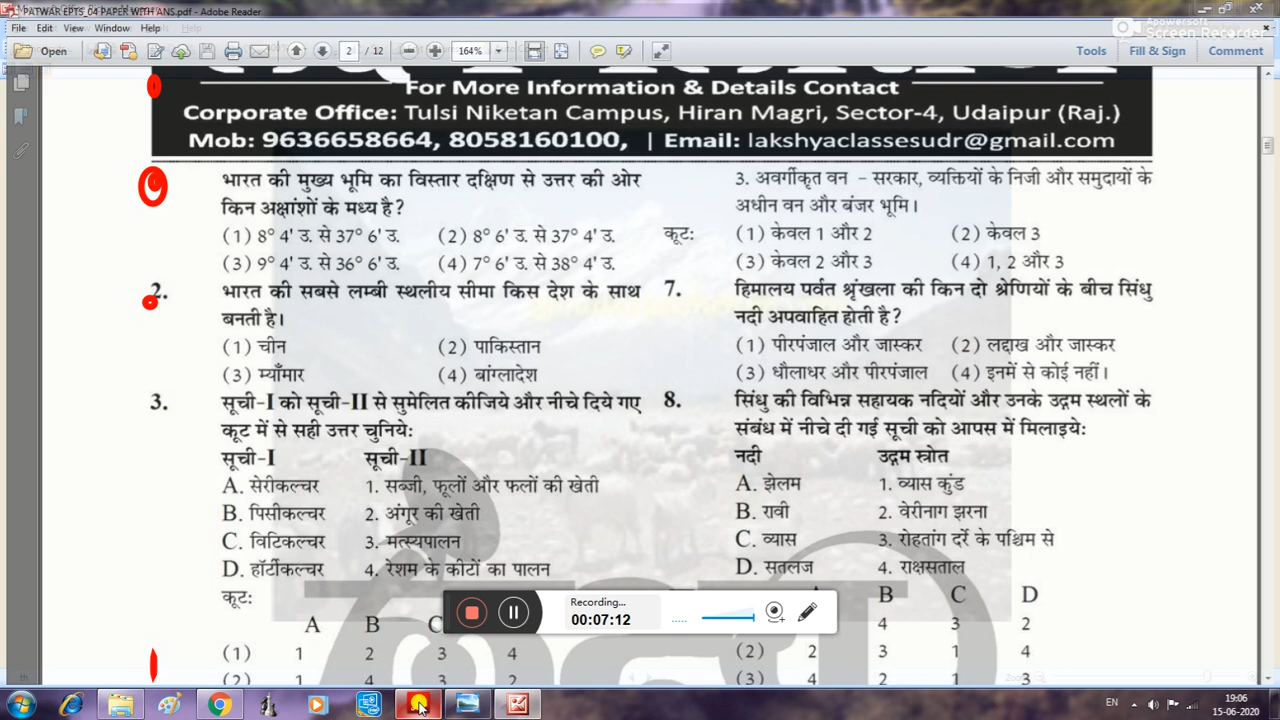 PATWAR EPTS_04 PAPER WITH ANS.pdf - Adobe Reader
File Edit View Window Help
Apowersoft
Screen Recorder
Open
2 / 12
164%
Tools
Fill & Sign
Comment
For More Information & Details Contact
Corporate Office: Tulsi Niketan Campus, Hiran Magri, Sector-4, Udaipur (Raj.)
Mob: 9636658664, 8058160100, | Email: lakshyaclassesudr@gmail.com
भारत की मुख्य भूमि का विस्तार दक्षिण से उत्तर की ओर
किन अक्षांशों के मध्य है?
(1) 8° 4' उ. से 37° 6' उ. (2) 8° 6' उ. से 37° 4' उ.
(3) 9° 4' उ. से 36° 6' उ. (4) 7° 6' उ. से 38° 4' उ.
2. भारत की सबसे लम्बी स्थलीय सीमा किस देश के साथ
बनती है।
(1) चीन (2) पाकिस्तान
(3) म्याँमार (4) बांग्लादेश
3. सूची-I को सूची-II से सुमेलित कीजिये और नीचे दिये गए
कूट में से सही उत्तर चुनिये:
सूची-I सूची-II
A. सेरीकल्चर 1. सब्जी, फूलों और फलों की खेती
B. पिसीकल्चर 2. अंगूर की खेती
C. विटिकल्चर 3. मत्स्यपालन
D. हॉर्टीकल्चर 4. रेशम के कीटों का पालन
कूट:
A B C
(1) 1 2 3 4
(2) 1 4 3 2
3. अवर्गीकृत वन - सरकार, व्यक्तियों के निजी और समुदायों के
अधीन वन और बंजर भूमि।
कूट: (1) केवल 1 और 2 (2) केवल 3
(3) केवल 2 और 3 (4) 1, 2 और 3
7. हिमालय पर्वत श्रृंखला की किन दो श्रेणियों के बीच सिंधु
नदी अपवाहित होती है?
(1) पीरपंजाल और जास्कर (2) लद्दाख और जास्कर
(3) धौलाधर और पीरपंजाल (4) इनमें से कोई नहीं।
8. सिंधु की विभिन्न सहायक नदियों और उनके उद्गम स्थलों के
संबंध में नीचे दी गई सूची को आपस में मिलाइये:
नदी उद्गम स्त्रोत
A. झेलम 1. व्यास कुंड
B. रावी 2. वेरीनाग झरना
C. व्यास 3. रोहतांग दर्रे के पश्चिम से
D. सतलज 4. राक्षसताल
B C D
4 3 2
(2) 2 3 1 4
(3) 4 2 1 3
Recording...
00:07:12
EN
19:06
15-06-2020